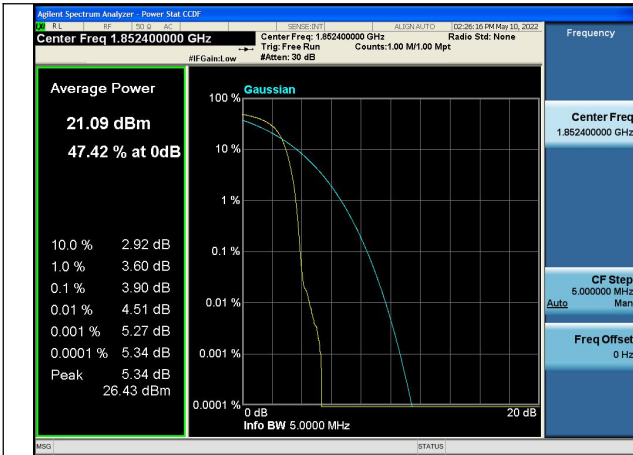 Agilent Spectrum Analyzer - Power Stat CCDF
RL RF 50 Ω AC SENSE:INT ALIGN AUTO 02:26:16 PM May 10, 2022
Center Freq 1.852400000 GHz
Center Freq: 1.852400000 GHz Radio Std: None
Trig: Free Run Counts:1.00 M/1.00 Mpt
#IFGain:Low #Atten: 30 dB
Frequency
Average Power
21.09 dBm
47.42 % at 0dB
10.0 % 2.92 dB
1.0 % 3.60 dB
0.1 % 3.90 dB
0.01 % 4.51 dB
0.001 % 5.27 dB
0.0001 % 5.34 dB
Peak 5.34 dB
26.43 dBm
Gaussian
100 %
10 %
1 %
0.1 %
0.01 %
0.001 %
0.0001 %
0 dB 20 dB
Info BW 5.0000 MHz
Center Freq
1.852400000 GHz
CF Step
5.000000 MHz
Auto Man
Freq Offset
0 Hz
MSG STATUS